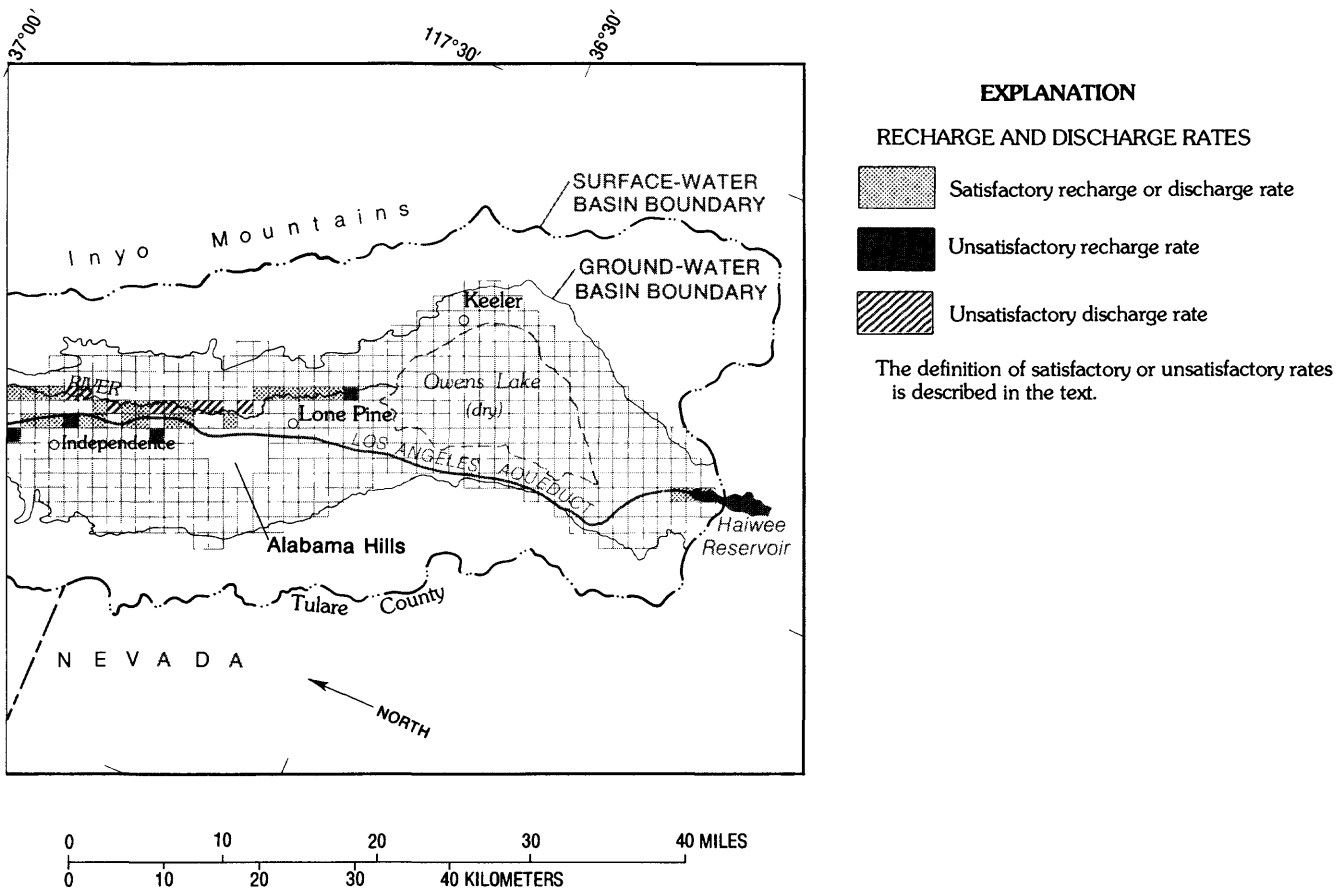 37°00'
117°30'
36°30'
Inyo Mountains
SURFACE-WATER
BASIN BOUNDARY
GROUND-WATER
BASIN BOUNDARY
Keeler
RIVER
Owens Lake
(dry)
Lone Pine
Independence
LOS ANGELES AQUEDUCT
Haiwee
Reservoir
Alabama Hills
Tulare County
NEVADA
NORTH
EXPLANATION
RECHARGE AND DISCHARGE RATES
Satisfactory recharge or discharge rate
Unsatisfactory recharge rate
Unsatisfactory discharge rate
The definition of satisfactory or unsatisfactory rates
is described in the text.
0 10 20 30 40 MILES
0 10 20 30 40 KILOMETERS